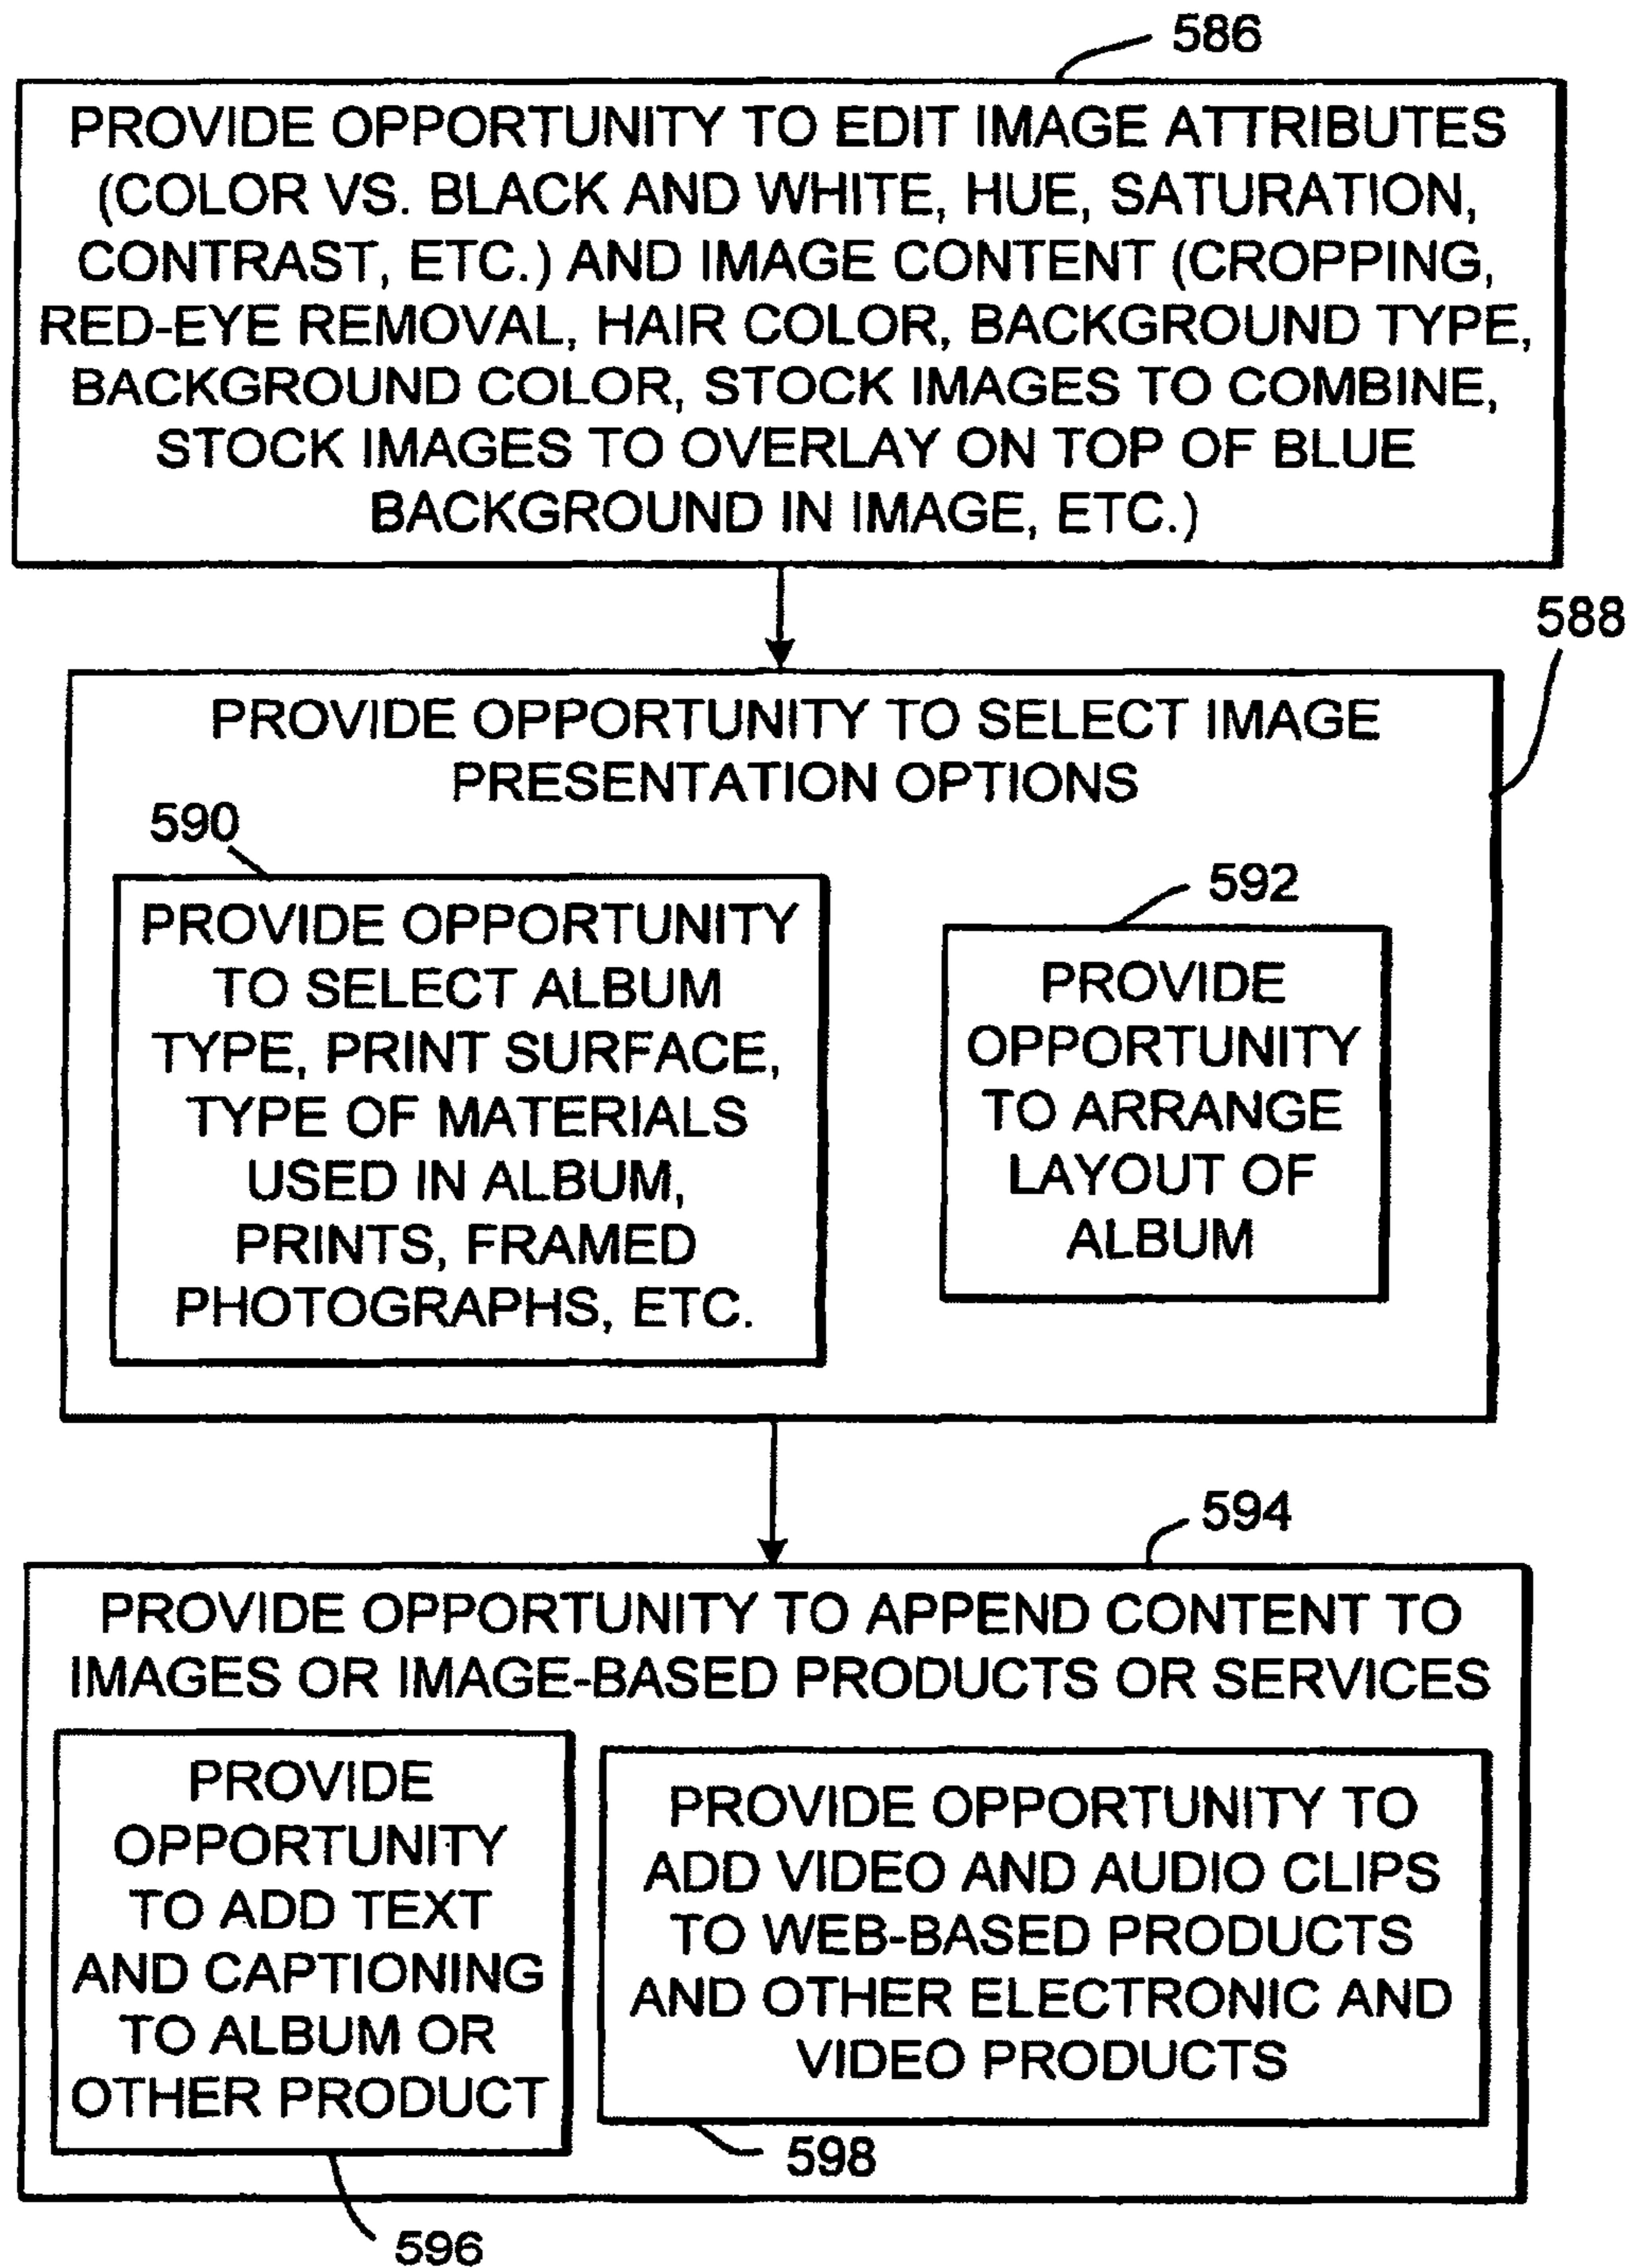 586
PROVIDE OPPORTUNITY TO EDIT IMAGE ATTRIBUTES
(COLOR VS. BLACK AND WHITE, HUE, SATURATION,
CONTRAST, ETC.) AND IMAGE CONTENT (CROPPING,
RED-EYE REMOVAL, HAIR COLOR, BACKGROUND TYPE,
BACKGROUND COLOR, STOCK IMAGES TO COMBINE,
STOCK IMAGES TO OVERLAY ON TOP OF BLUE
BACKGROUND IN IMAGE, ETC.)
588
PROVIDE OPPORTUNITY TO SELECT IMAGE
PRESENTATION OPTIONS
590
PROVIDE OPPORTUNITY
TO SELECT ALBUM
TYPE, PRINT SURFACE,
TYPE OF MATERIALS
USED IN ALBUM,
PRINTS, FRAMED
PHOTOGRAPHS, ETC.
592
PROVIDE
OPPORTUNITY
TO ARRANGE
LAYOUT OF
ALBUM
594
PROVIDE OPPORTUNITY TO APPEND CONTENT TO
IMAGES OR IMAGE-BASED PRODUCTS OR SERVICES
PROVIDE
OPPORTUNITY
TO ADD TEXT
AND CAPTIONING
TO ALBUM OR
OTHER PRODUCT
596
PROVIDE OPPORTUNITY TO
ADD VIDEO AND AUDIO CLIPS
TO WEB-BASED PRODUCTS
AND OTHER ELECTRONIC AND
VIDEO PRODUCTS
598